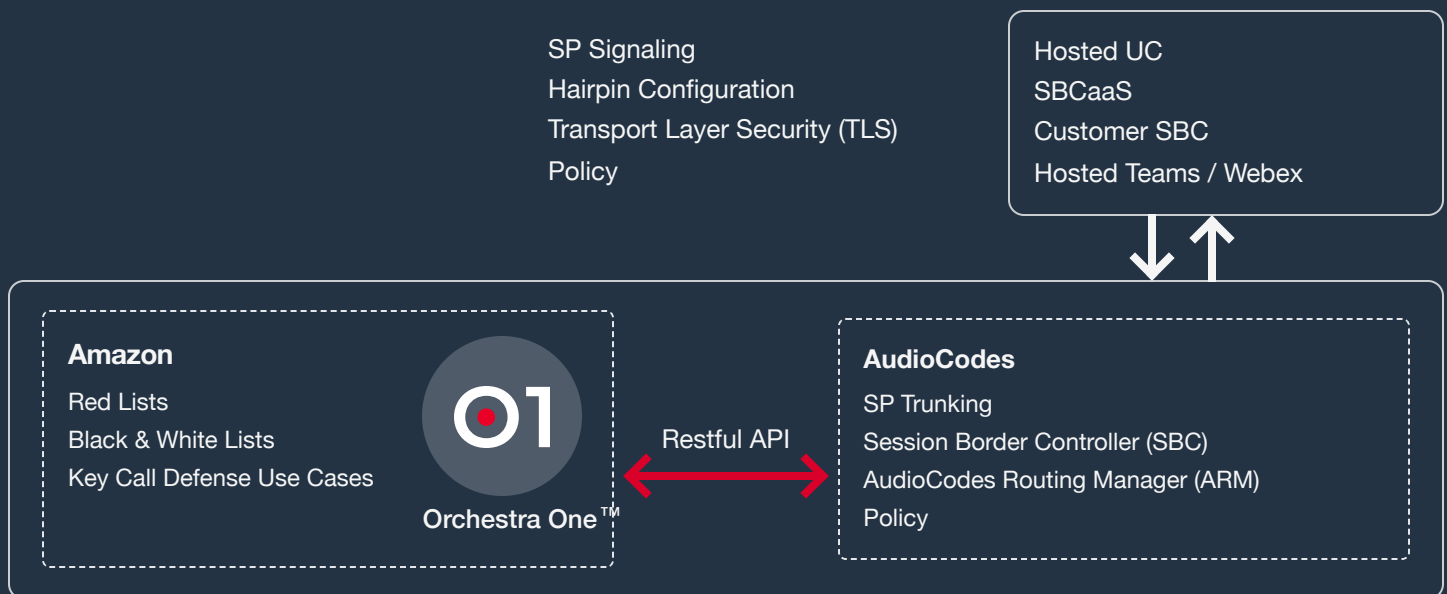 SP Signaling
Hairpin Configuration
Transport Layer Security (TLS)
Policy
Hosted UC
SBCaaS
Customer SBC
Hosted Teams / Webex
Amazon
Red Lists
Black & White Lists
Key Call Defense Use Cases
O1
Orchestra One™
Restful API
AudioCodes
SP Trunking
Session Border Controller (SBC)
AudioCodes Routing Manager (ARM)
Policy